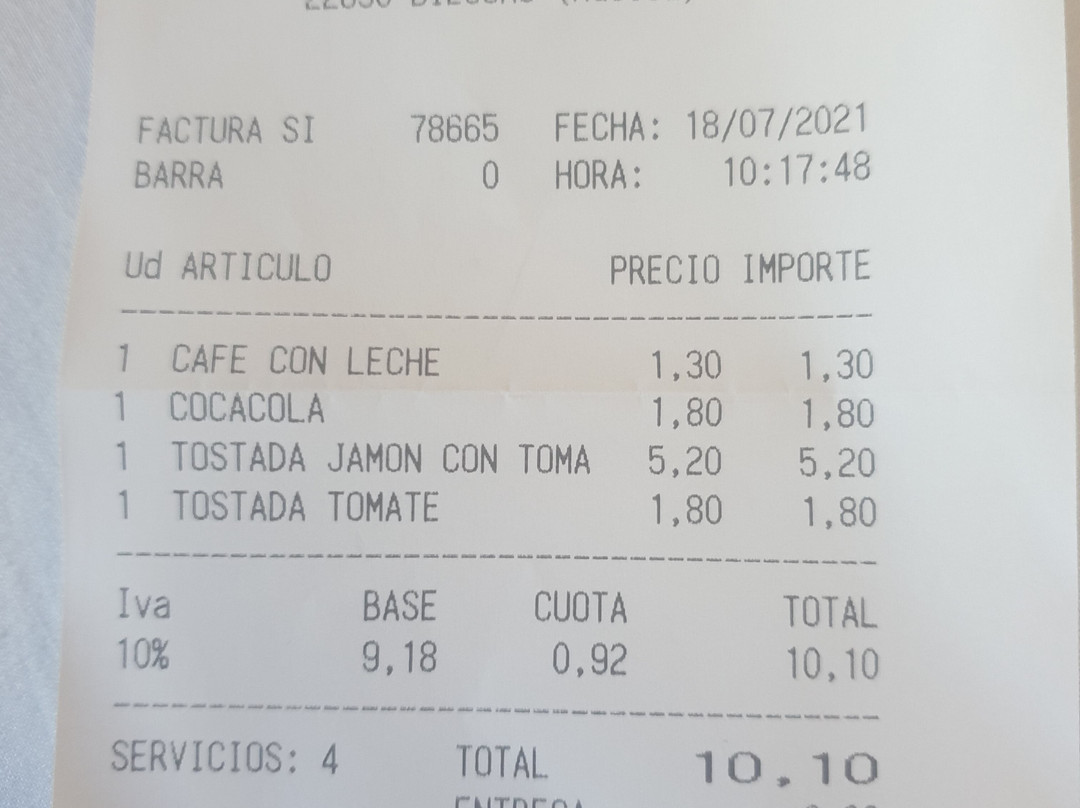 FACTURA SI 78665 FECHA: 18/07/2021
BARRA 0 HORA: 10:17:48
Ud ARTICULO PRECIO IMPORTE
1 CAFE CON LECHE 1,30 1,30
1 COCACOLA 1,80 1,80
1 TOSTADA JAMON CON TOMA 5,20 5,20
1 TOSTADA TOMATE 1,80 1,80
Iva BASE CUOTA TOTAL
10% 9,18 0,92 10,10
SERVICIOS: 4 TOTAL 10,10
ENTREGA